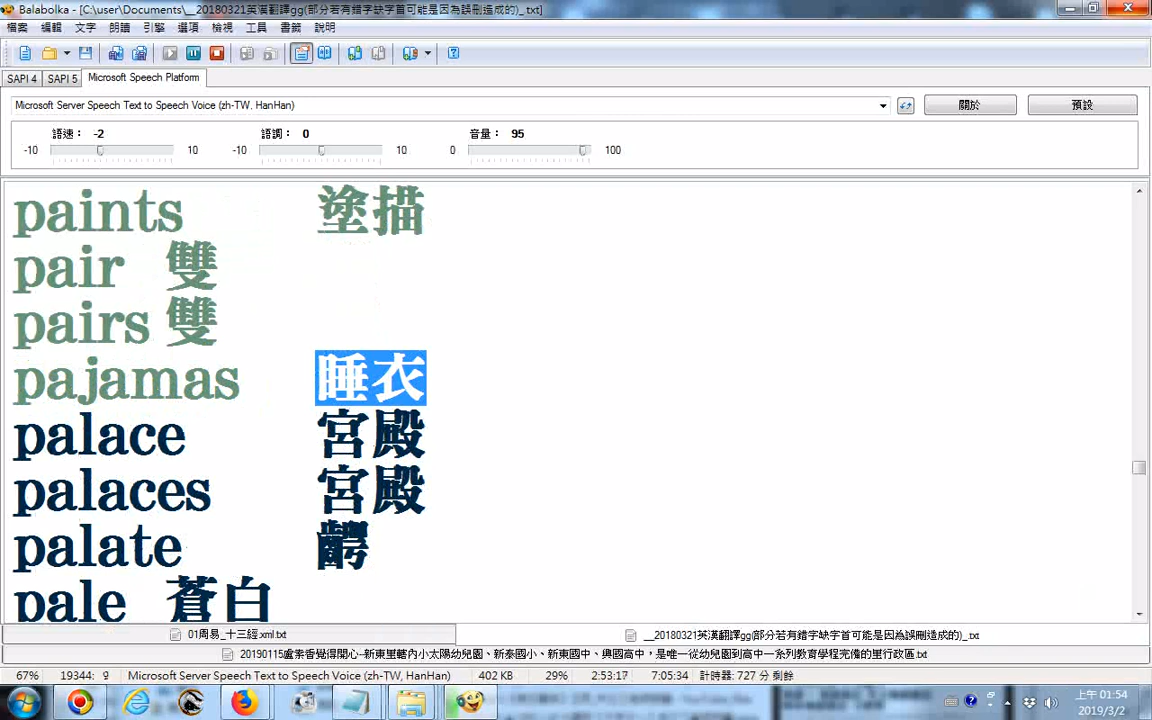 Balabolka - [C:\user\Documents\__20180321英漢翻譯gg(部分若有錯字缺字首可能是因為誤刪造成的)_.txt]
檔案 編輯 文字 朗讀 引擎 選項 檢視 工具 書籤 說明
SAPI 4 SAPI 5 Microsoft Speech Platform
Microsoft Server Speech Text to Speech Voice (zh-TW, HanHan) 關於 預設
語速： -2 語調： 0 音量： 95
-10 10 -10 10 0 100
paints 塗描
pair 雙
pairs 雙
pajamas 睡衣
palace 宮殿
palaces 宮殿
palate 齶
pale 蒼白
01周易_十三經.xml.txt __20180321英漢翻譯gg(部分若有錯字缺字首可能是因為誤刪造成的)_.txt
20190115盧素香覺得開心-新東里轄內小太陽幼兒園、新泰國小、新東國中、興國高中，是唯一從幼兒園到高中一系列教育學程完備的里行政區.txt
67% 19344: 9 Microsoft Server Speech Text to Speech Voice (zh-TW, HanHan) 402 KB 29% 2:53:17 7:05:34 計時器: 727 分 剩餘
上午 01:54
2019/3/2